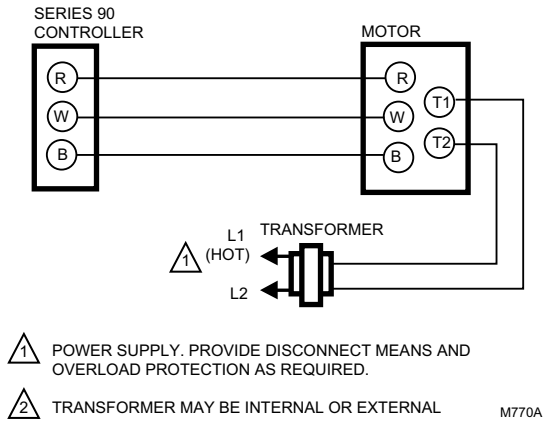 SERIES 90
CONTROLLER
MOTOR
R
R
T1
W
W
T2
B
B
L1
(HOT)
TRANSFORMER
1
L2
1
POWER SUPPLY. PROVIDE DISCONNECT MEANS AND
OVERLOAD PROTECTION AS REQUIRED.
2
TRANSFORMER MAY BE INTERNAL OR EXTERNAL
M770A